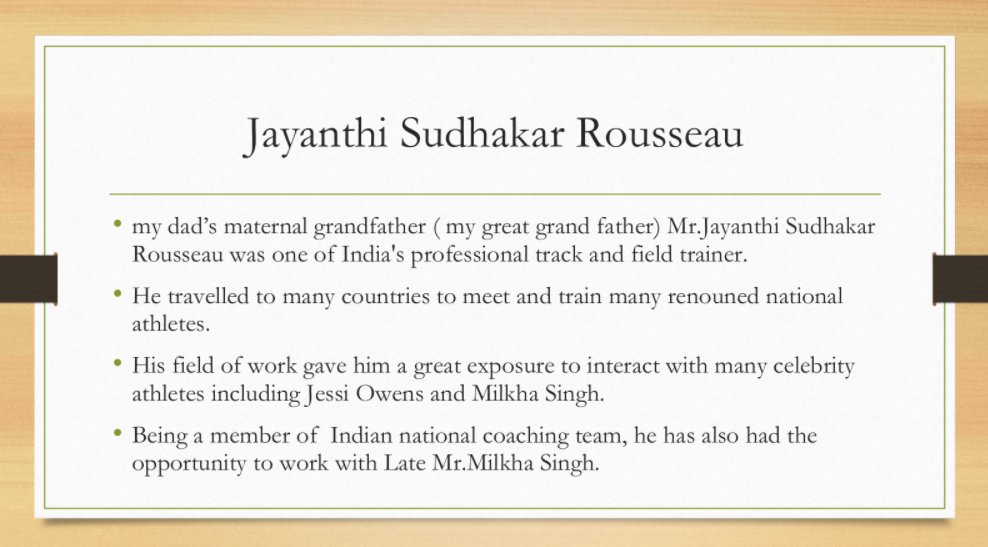 Jayanthi Sudhakar Rousseau
• my dad’s maternal grandfather ( my great grand father) Mr.Jayanthi Sudhakar
Rousseau was one of India's professional track and field trainer.
• He travelled to many countries to meet and train many renouned national
athletes.
• His field of work gave him a great exposure to interact with many celebrity
athletes including Jessi Owens and Milkha Singh.
• Being a member of  Indian national coaching team, he has also had the
opportunity to work with Late Mr.Milkha Singh.